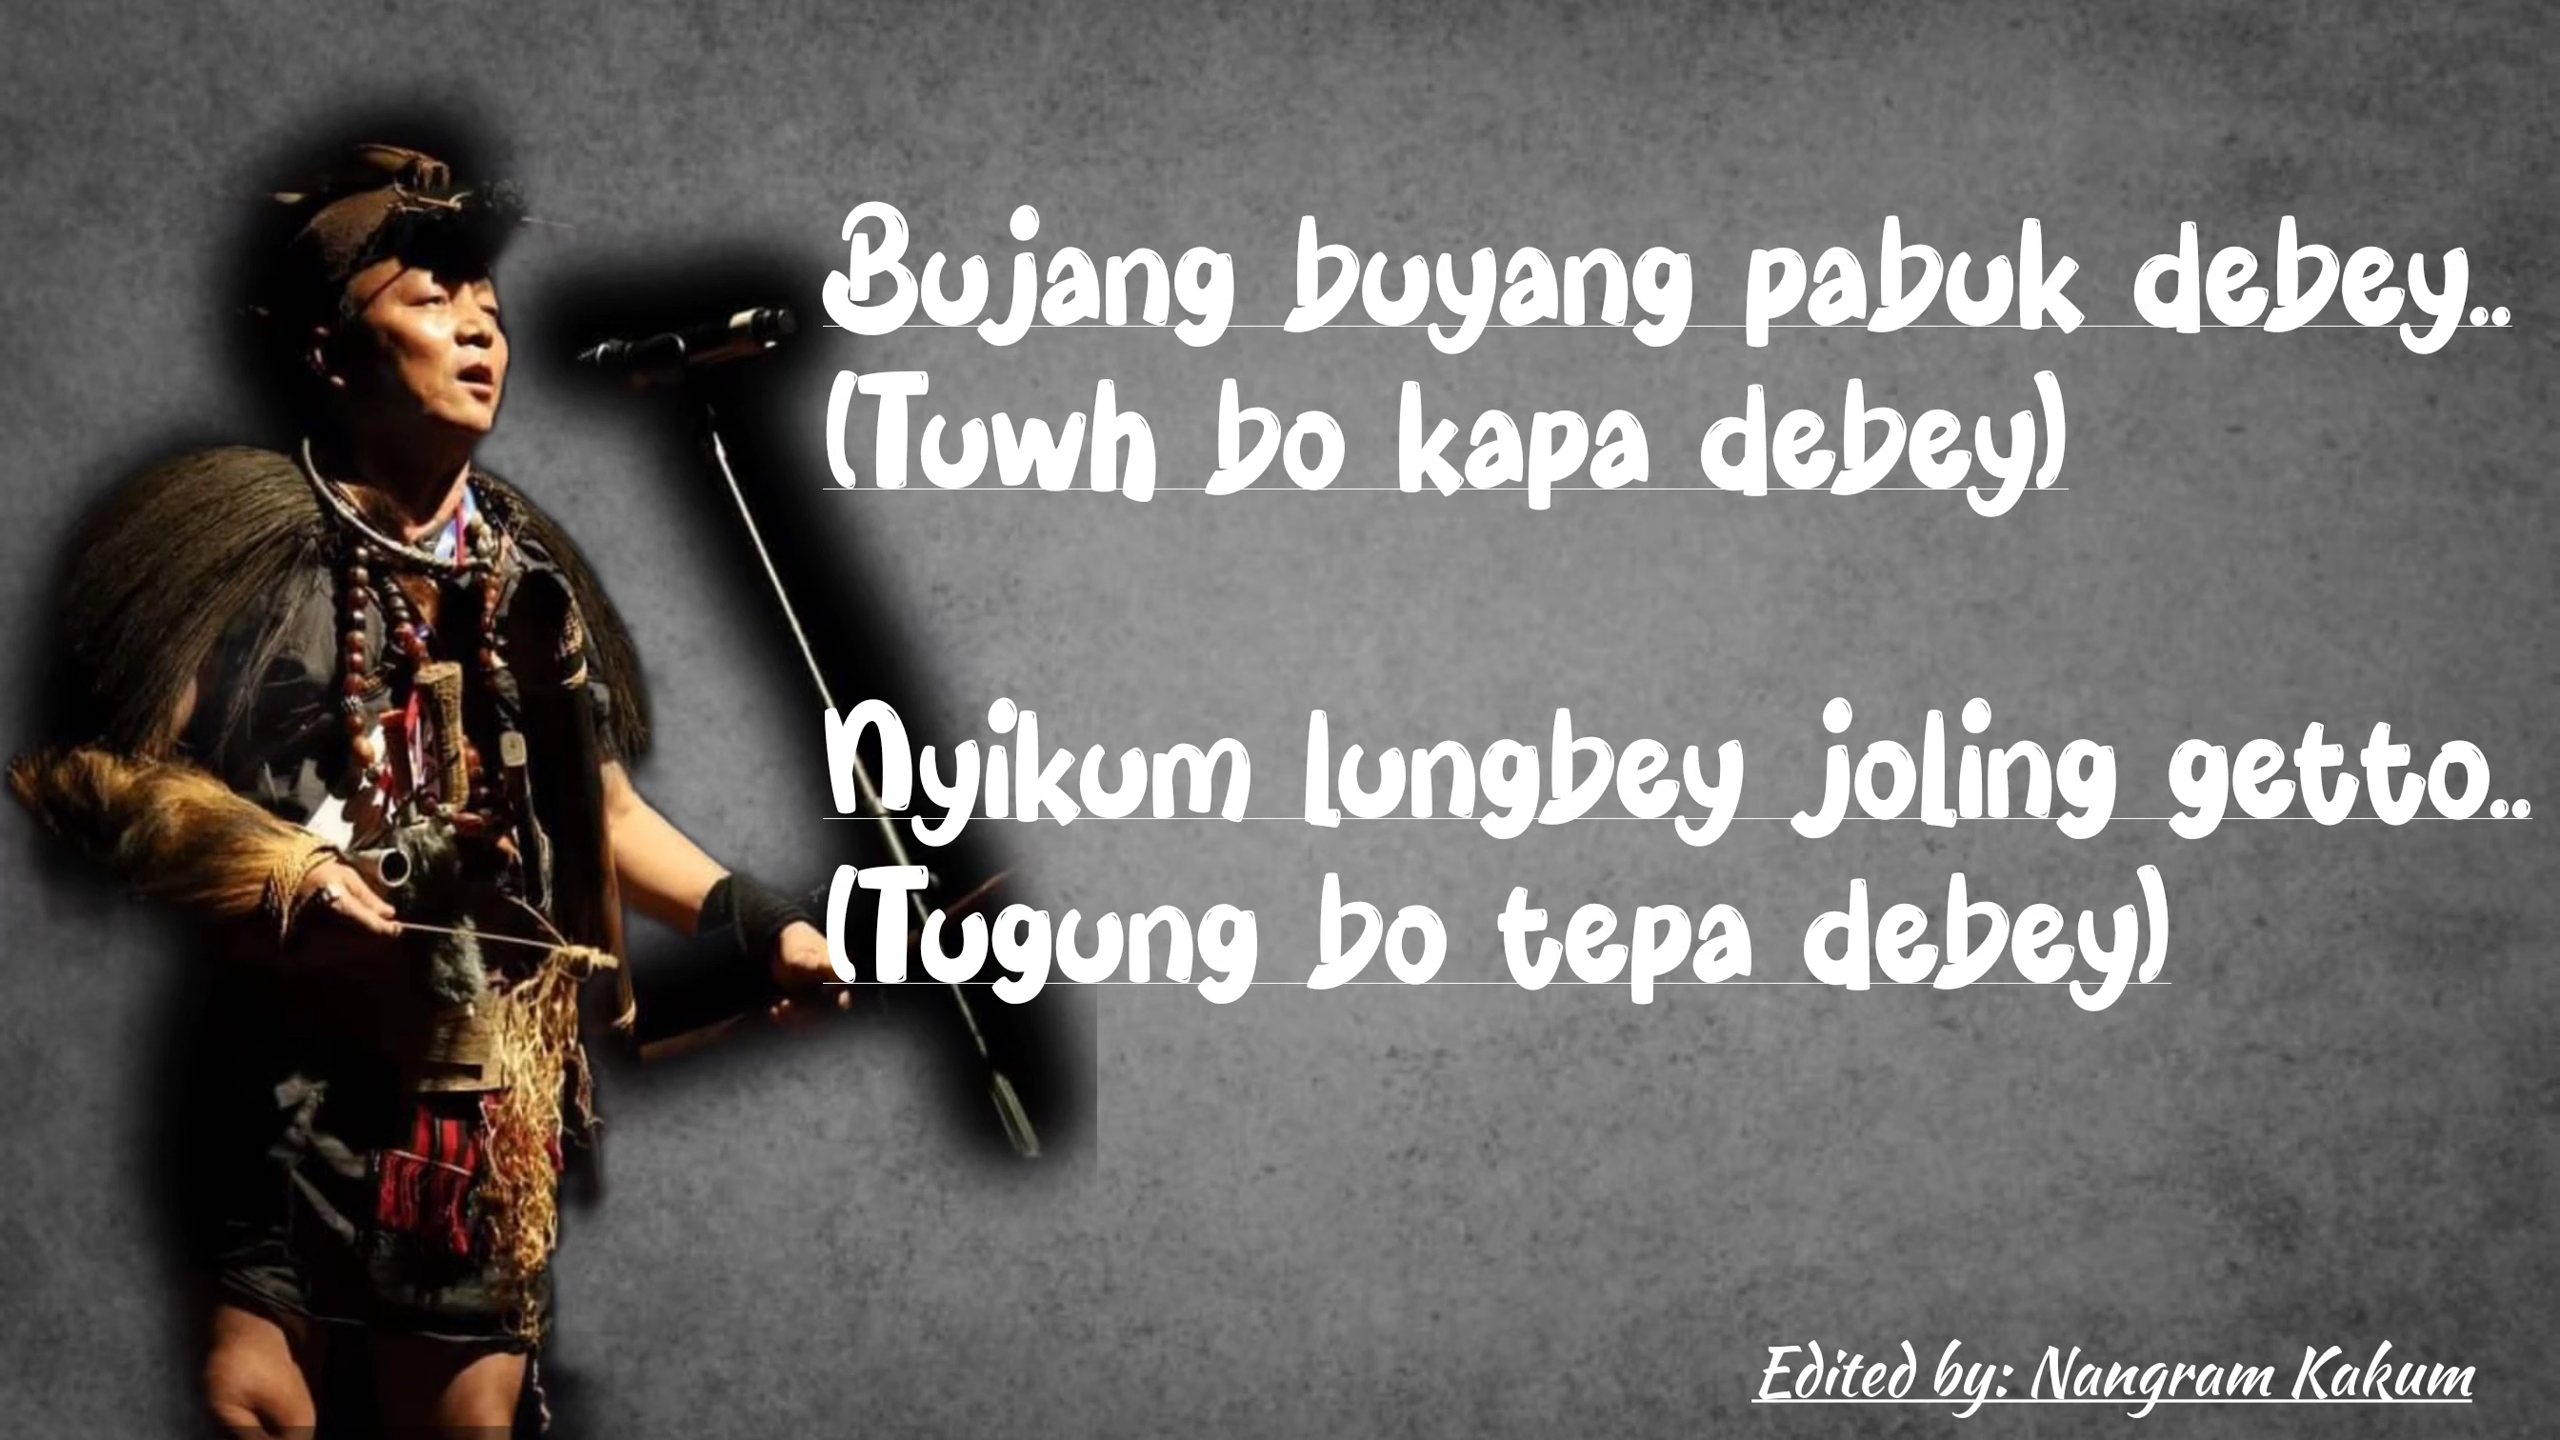 Bujang buyang pabuk debey..
(Tuwh bo kapa debey)
Nyikum lungbey joling getto..
(Tugung bo tepa debey)
Edited by: Nangram Kakum